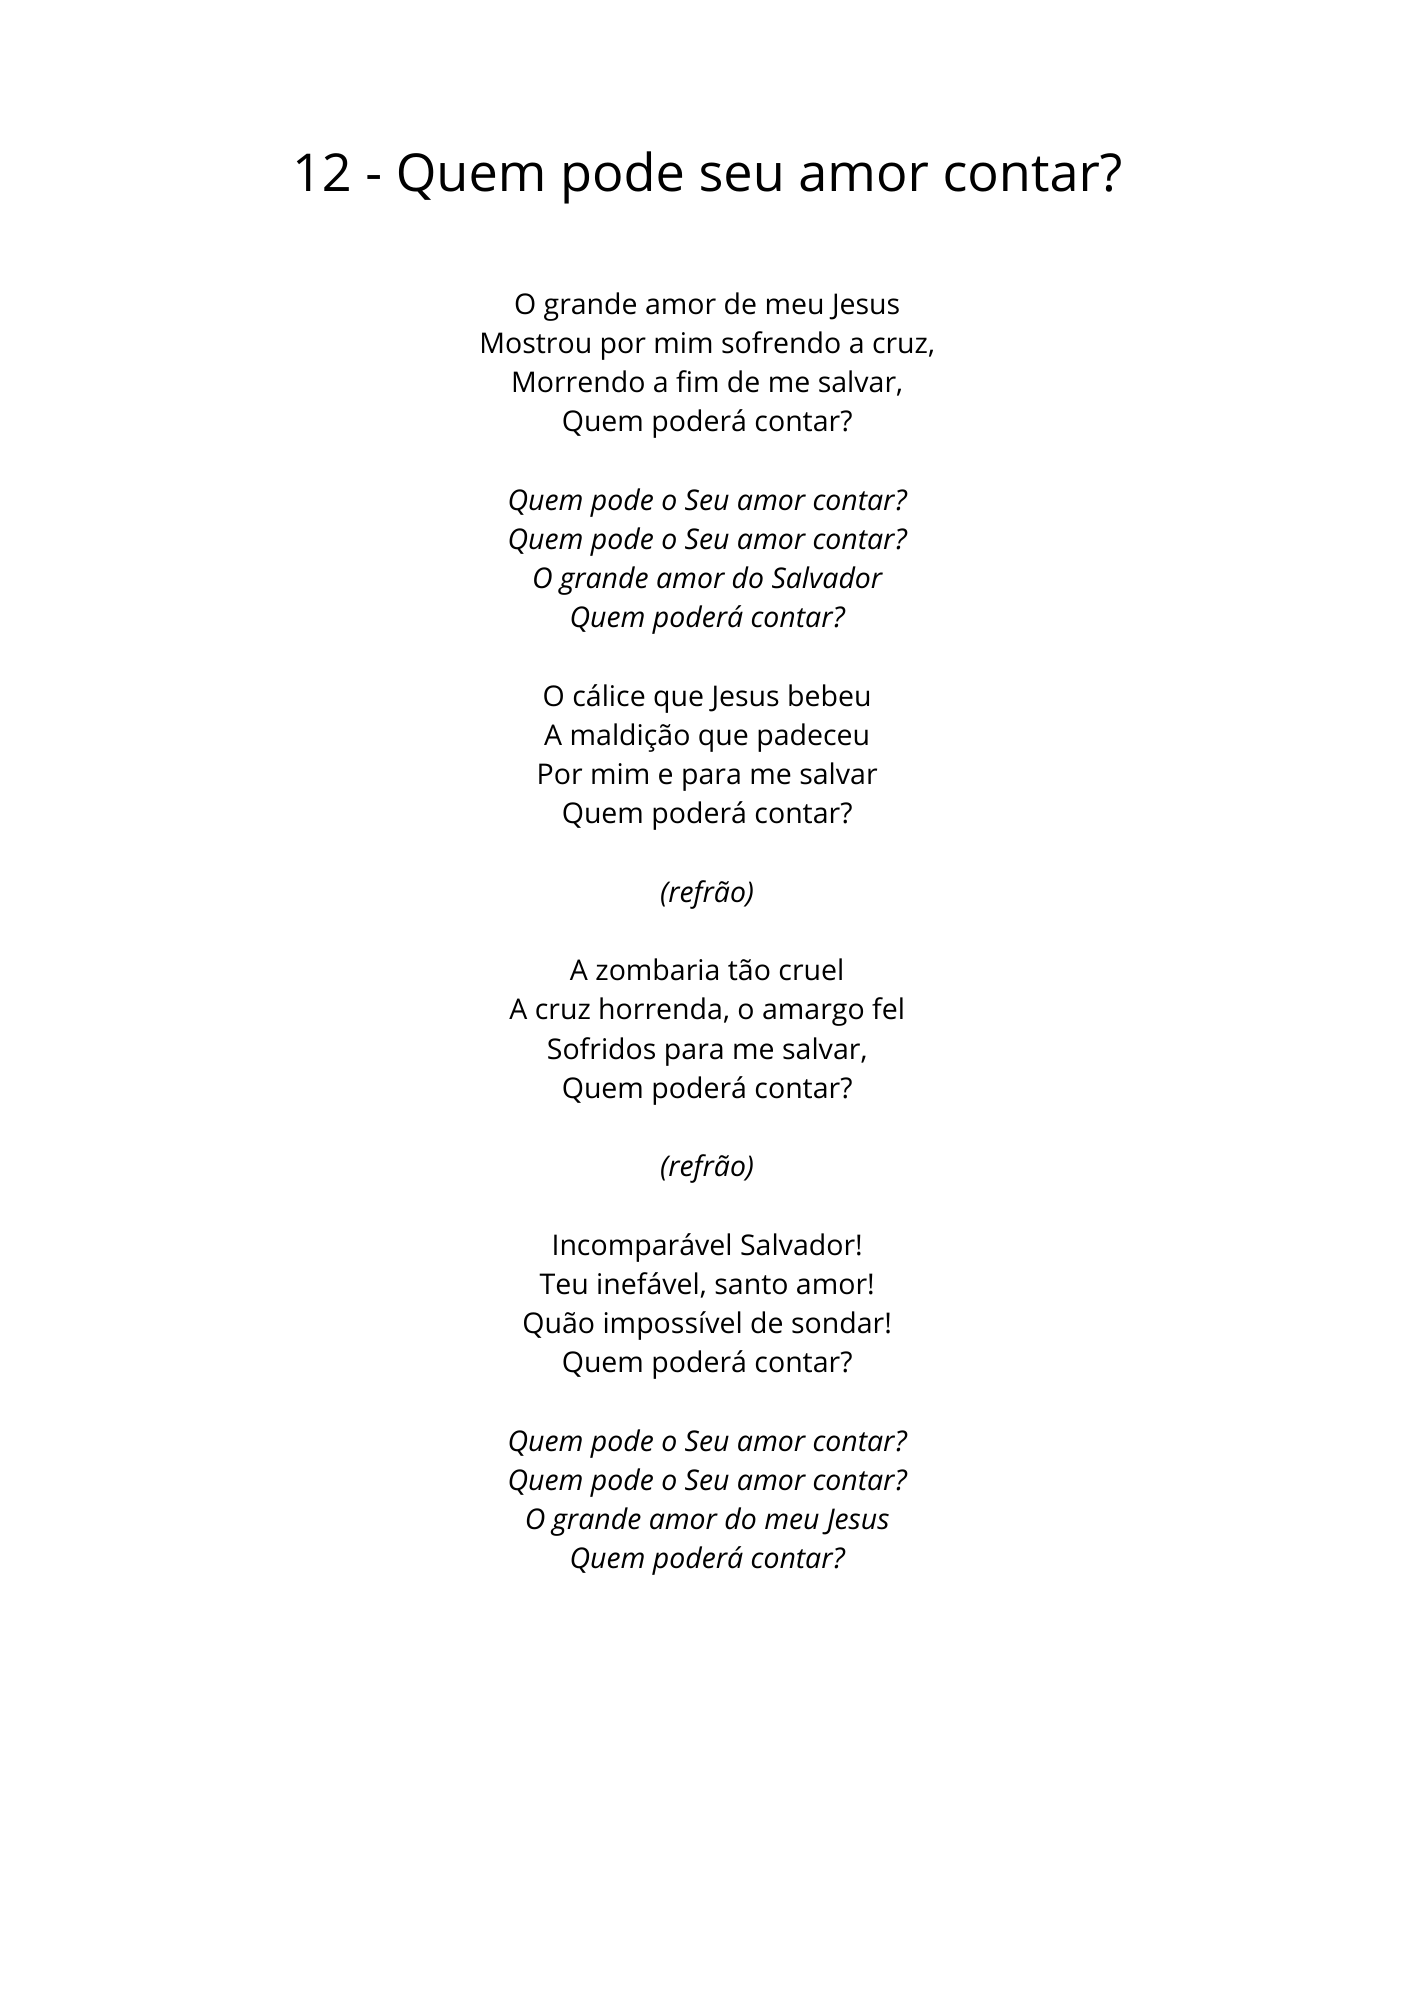 12 - Quem pode seu amor contar?
O grande amor de meu Jesus
Mostrou por mim sofrendo a cruz,
Morrendo a fim de me salvar,
Quem poderá contar?
Quem pode o Seu amor contar?
Quem pode o Seu amor contar?
O grande amor do Salvador
Quem poderá contar?
O cálice que Jesus bebeu
A maldição que padeceu
Por mim e para me salvar
Quem poderá contar?
(refrão)
A zombaria tão cruel
A cruz horrenda, o amargo fel
Sofridos para me salvar,
Quem poderá contar?
(refrão)
Incomparável Salvador!
Teu inefável, santo amor!
Quão impossível de sondar!
Quem poderá contar?
Quem pode o Seu amor contar?
Quem pode o Seu amor contar?
O grande amor do meu Jesus
Quem poderá contar?